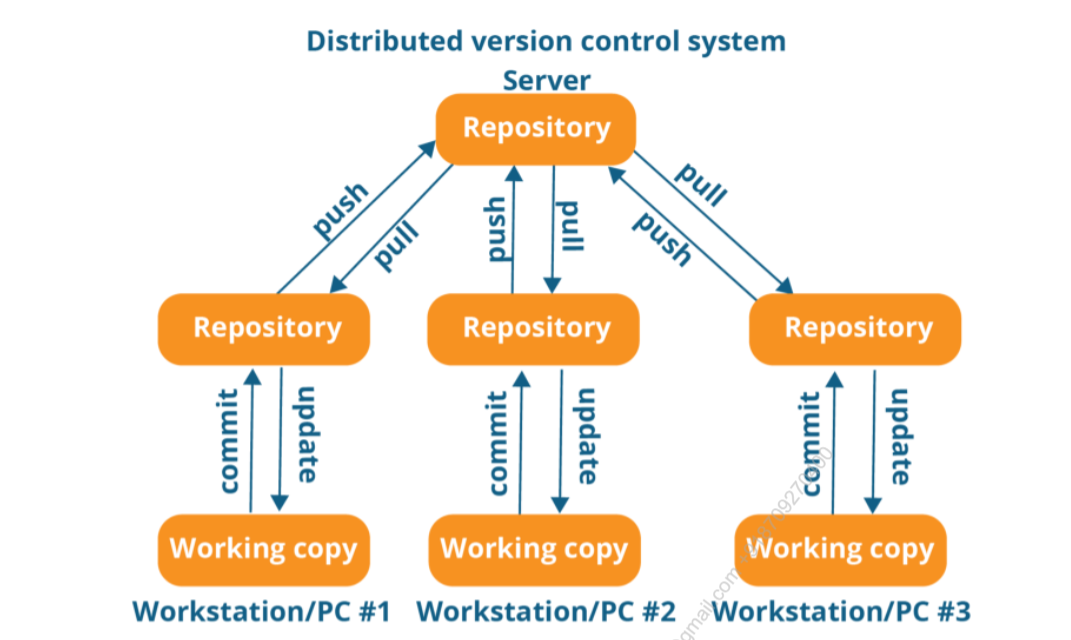 Distributed version control system
Server
Repository
push
pull
push
pull
push
pull
Repository
Repository
Repository
commit
update
commit
update
commit
update
Working copy
Working copy
Working copy
Workstation/PC #1
Workstation/PC #2
Workstation/PC #3